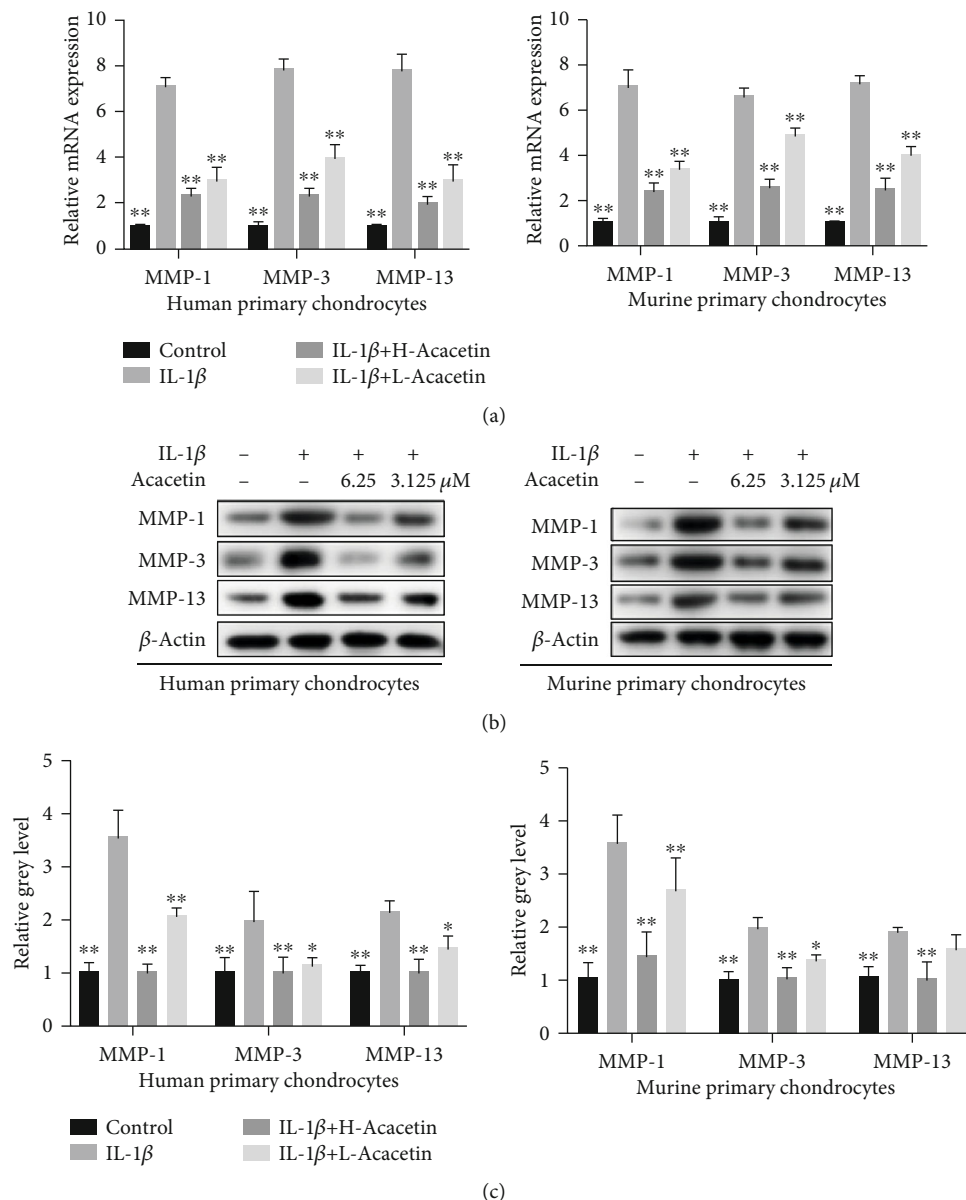 10
8
6
4
2
0
Relative mRNA expression
** ** ** ** ** ** ** ** **
MMP-1 MMP-3 MMP-13
Human primary chondrocytes
10
8
6
4
2
0
Relative mRNA expression
** ** ** ** ** ** ** ** **
MMP-1 MMP-3 MMP-13
Murine primary chondrocytes
Control
IL-1β
IL-1β+H-Acacetin
IL-1β+L-Acacetin
(a)
IL-1β – + + +
Acacetin – – 6.25 3.125 μM
MMP-1
MMP-3
MMP-13
β-Actin
Human primary chondrocytes
IL-1β – + + +
Acacetin – – 6.25 3.125 μM
MMP-1
MMP-3
MMP-13
β-Actin
Murine primary chondrocytes
(b)
5
4
3
2
1
0
Relative grey level
** ** ** ** ** * ** ** *
MMP-1 MMP-3 MMP-13
Human primary chondrocytes
5
4
3
2
1
0
Relative grey level
** ** ** ** ** * ** **
MMP-1 MMP-3 MMP-13
Murine primary chondrocytes
Control
IL-1β
IL-1β+H-Acacetin
IL-1β+L-Acacetin
(c)